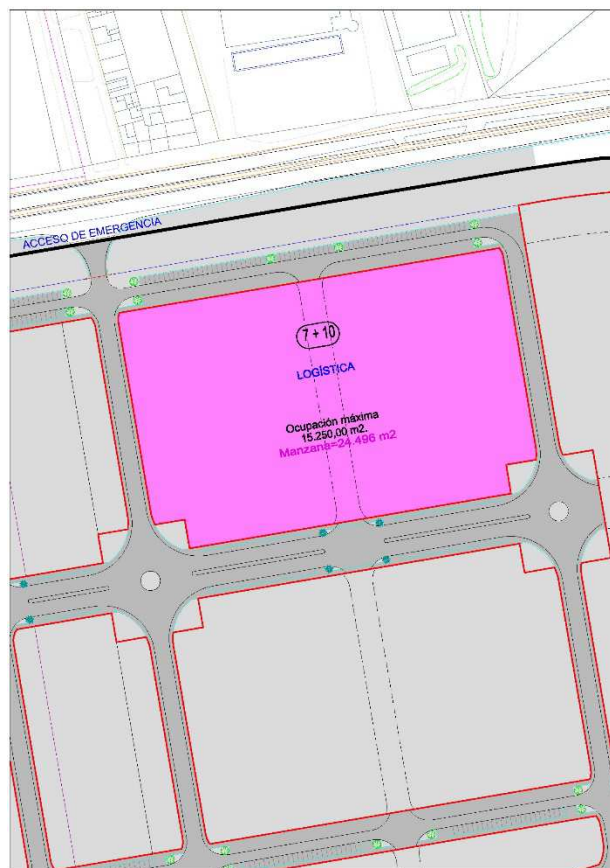 ACCESO DE EMERGENCIA
7 + 10
LOGÍSTICA
Ocupación máxima
15.250,00 m2.
Manzana=24.496 m2